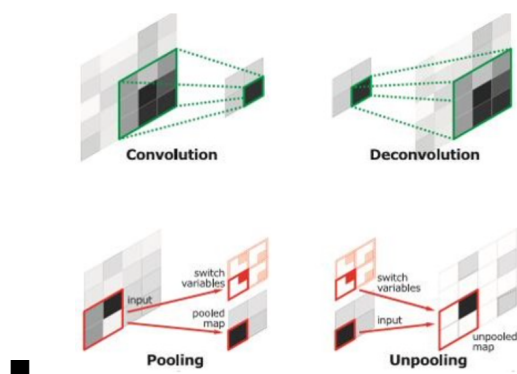 Convolution
Deconvolution
switch
variables
input
pooled
map
Pooling
switch
variables
input
unpooled
map
Unpooling